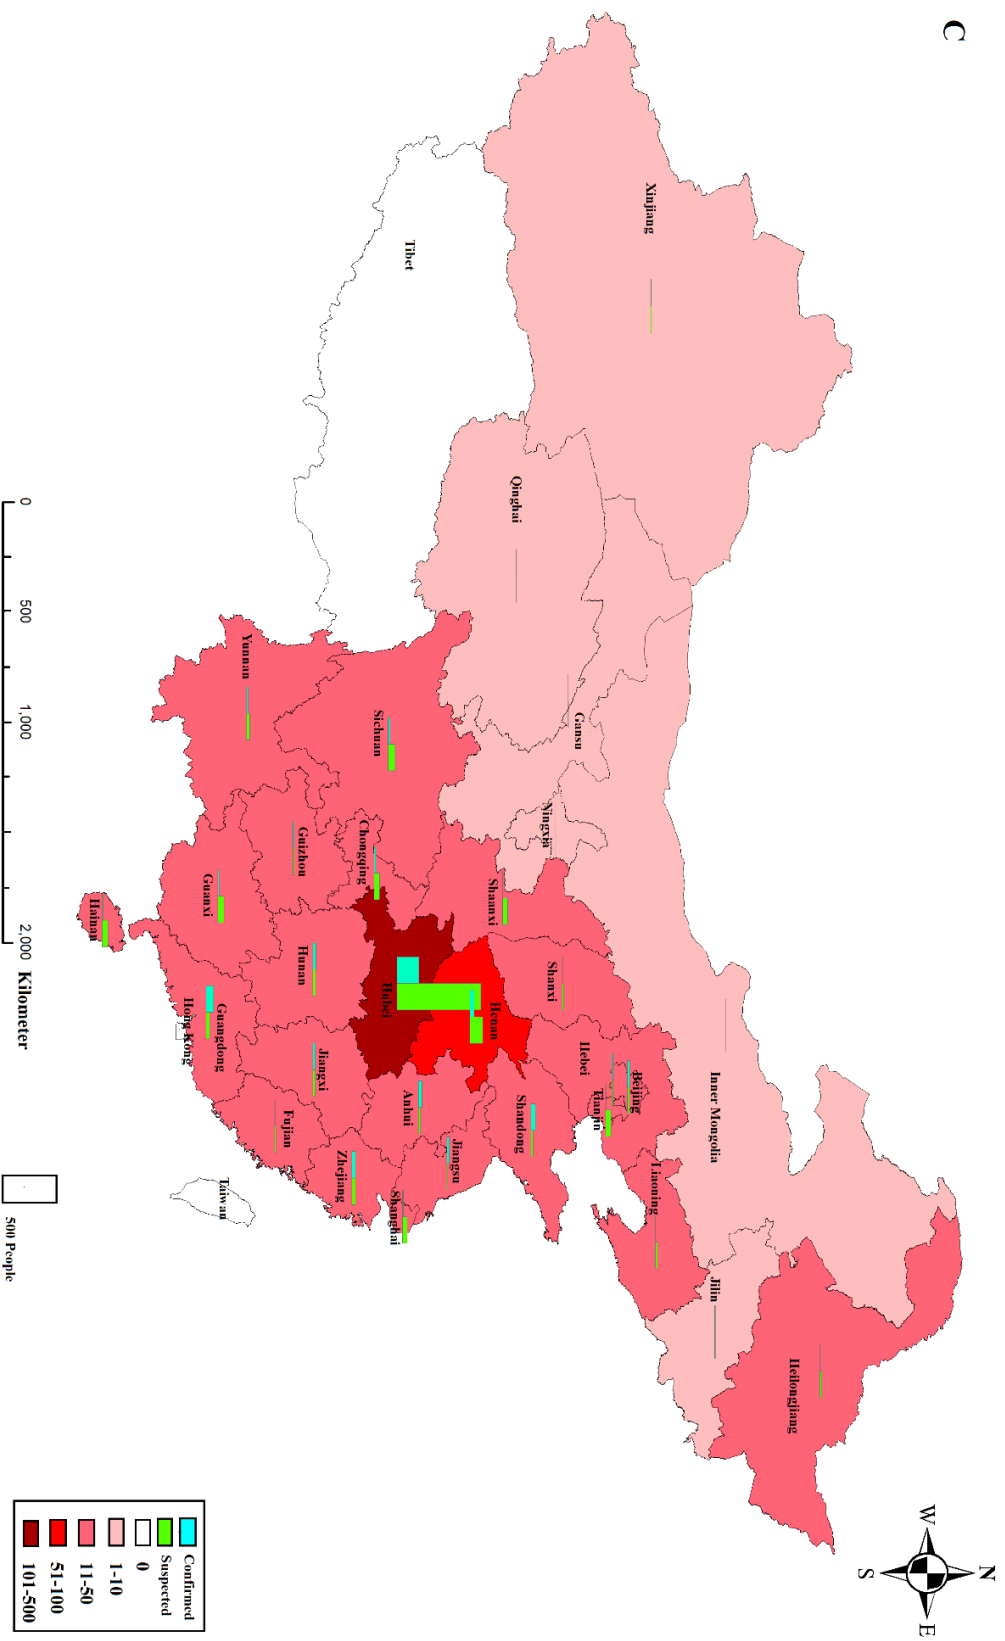 C
N
W
E
S
Xinjiang
Tibet
Qinghai
Gansu
Ningxia
Inner Mongolia
Heilongjiang
Jilin
Liaoning
Beijing
Tianjin
Hebei
Shanxi
Shaanxi
Shandong
Henan
Hubei
Anhui
Jiangsu
Shanghai
Zhejiang
Jiangxi
Fujian
Hunan
Chongqing
Sichuan
Guizhou
Yunnan
Guanxi
Guangdong
Hong Kong
Hainan
Taiwan
0 500 1,000 2,000 Kilometer
500 People
Confirmed
Suspected
0
1-10
11-50
51-100
101-500